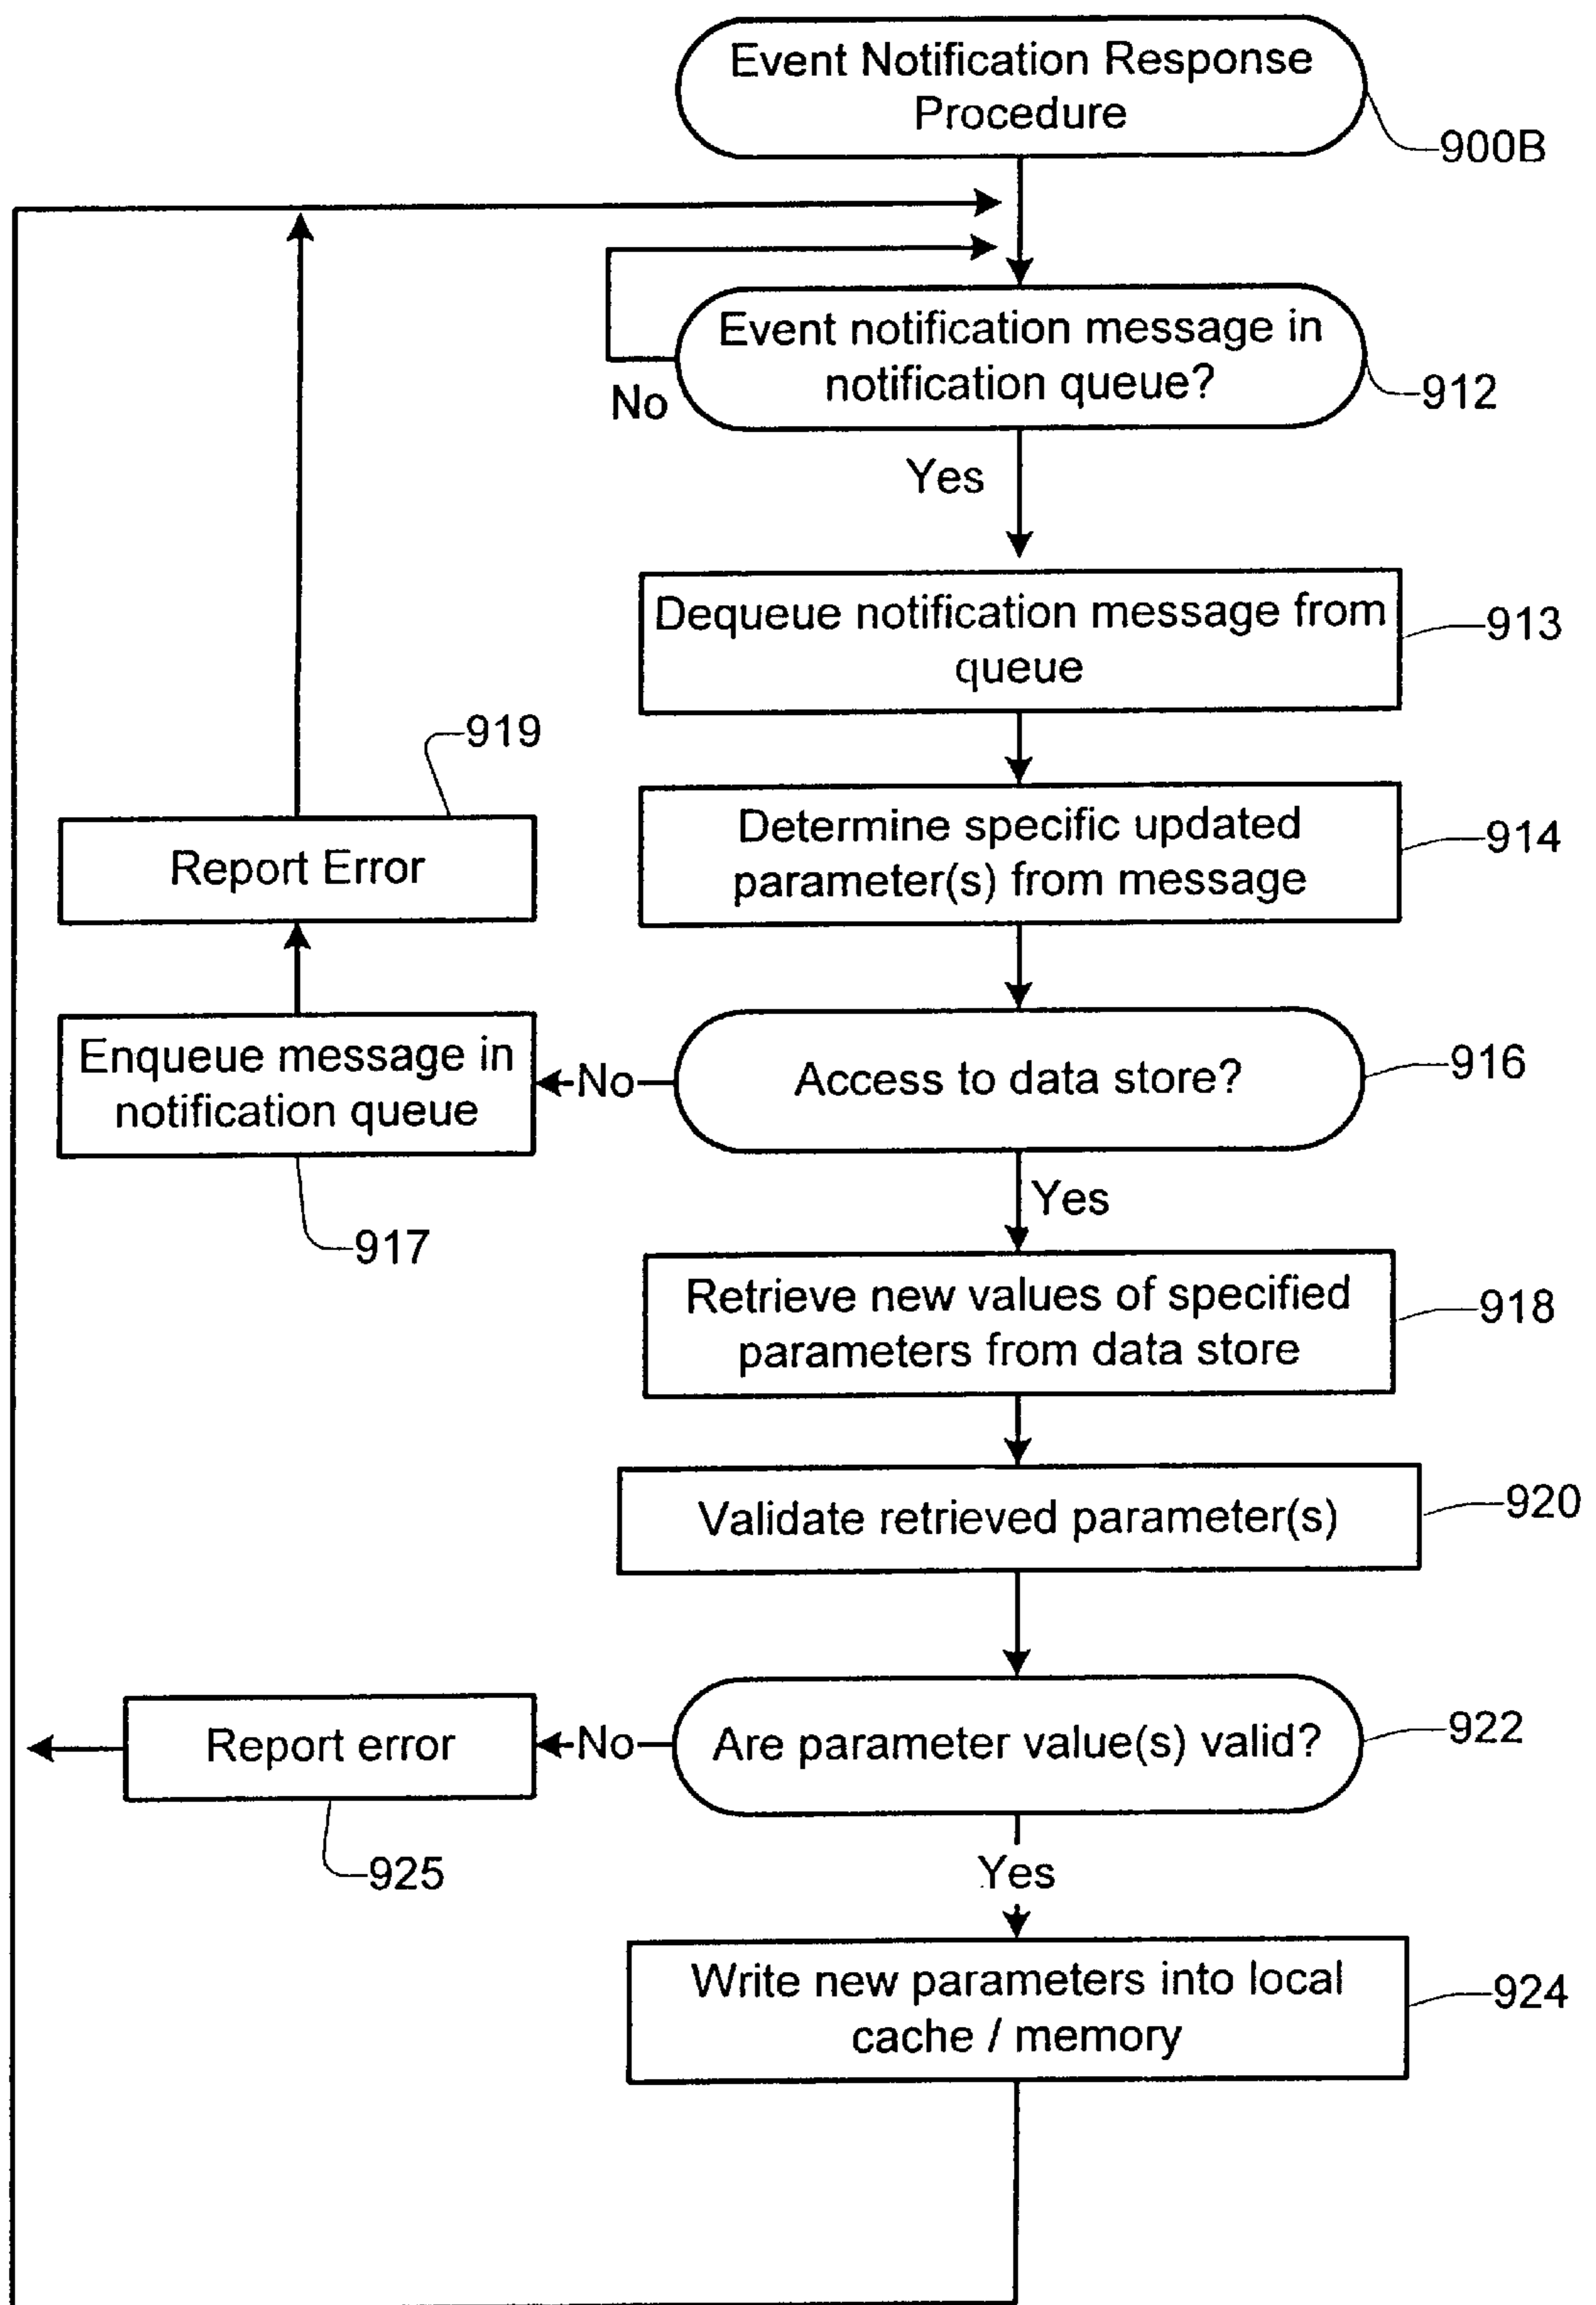 Event Notification Response
Procedure
900B
Event notification message in
notification queue?
912
No
Yes
Dequeue notification message from
queue
913
919
Determine specific updated
parameter(s) from message
914
Report Error
Enqueue message in
notification queue
No
Access to data store?
916
917
Yes
Retrieve new values of specified
parameters from data store
918
Validate retrieved parameter(s)
920
Report error
No
Are parameter value(s) valid?
922
925
Yes
Write new parameters into local
cache / memory
924